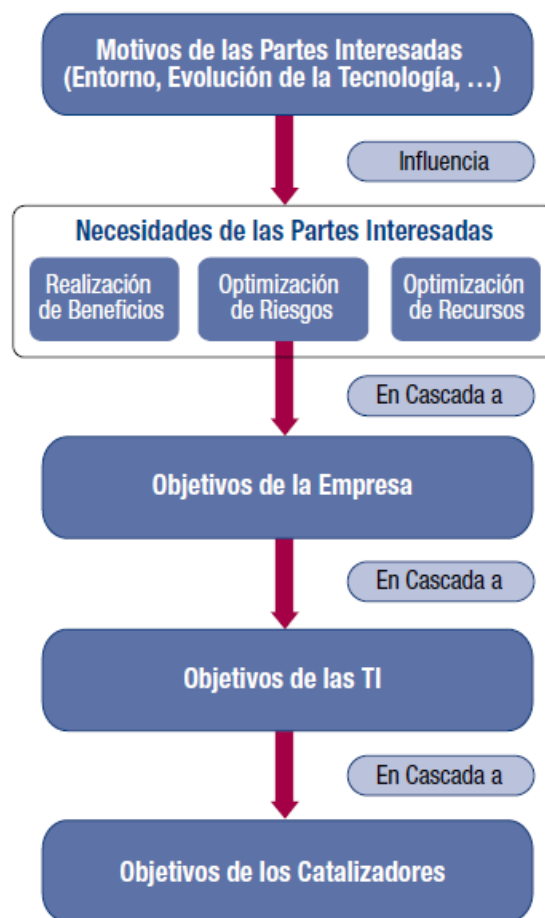 Motivos de las Partes Interesadas
(Entorno, Evolución de la Tecnología, …)
Influencia
Necesidades de las Partes Interesadas
Realización
de Beneficios
Optimización
de Riesgos
Optimización
de Recursos
En Cascada a
Objetivos de la Empresa
En Cascada a
Objetivos de las TI
En Cascada a
Objetivos de los Catalizadores